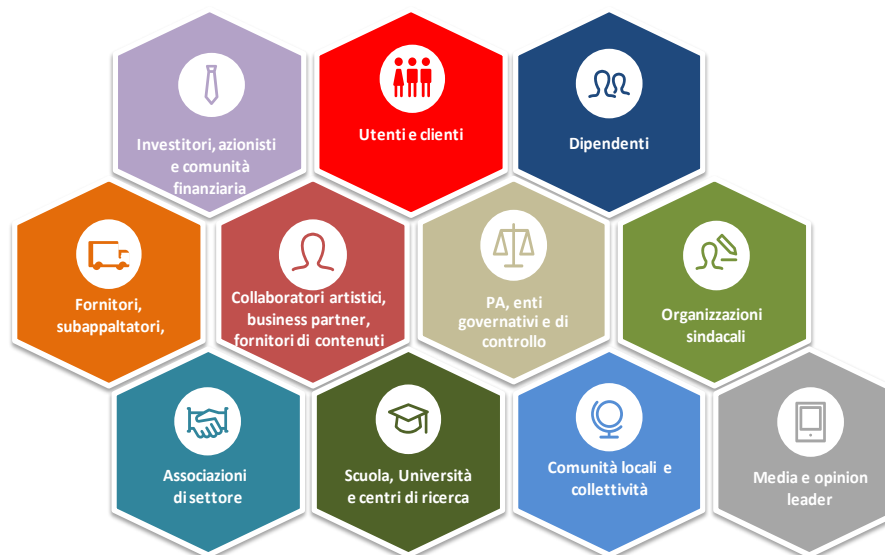 Investitori, azionisti
e comunità
finanziaria
Utenti e clienti
Dipendenti
Fornitori,
subappaltatori,
Collaboratori artistici,
business partner,
fornitori di contenuti
PA, enti
governativi e di
controllo
Organizzazioni
sindacali
Associazioni
di settore
Scuola, Università
e centri di ricerca
Comunità locali e
collettività
Media e opinion
leader